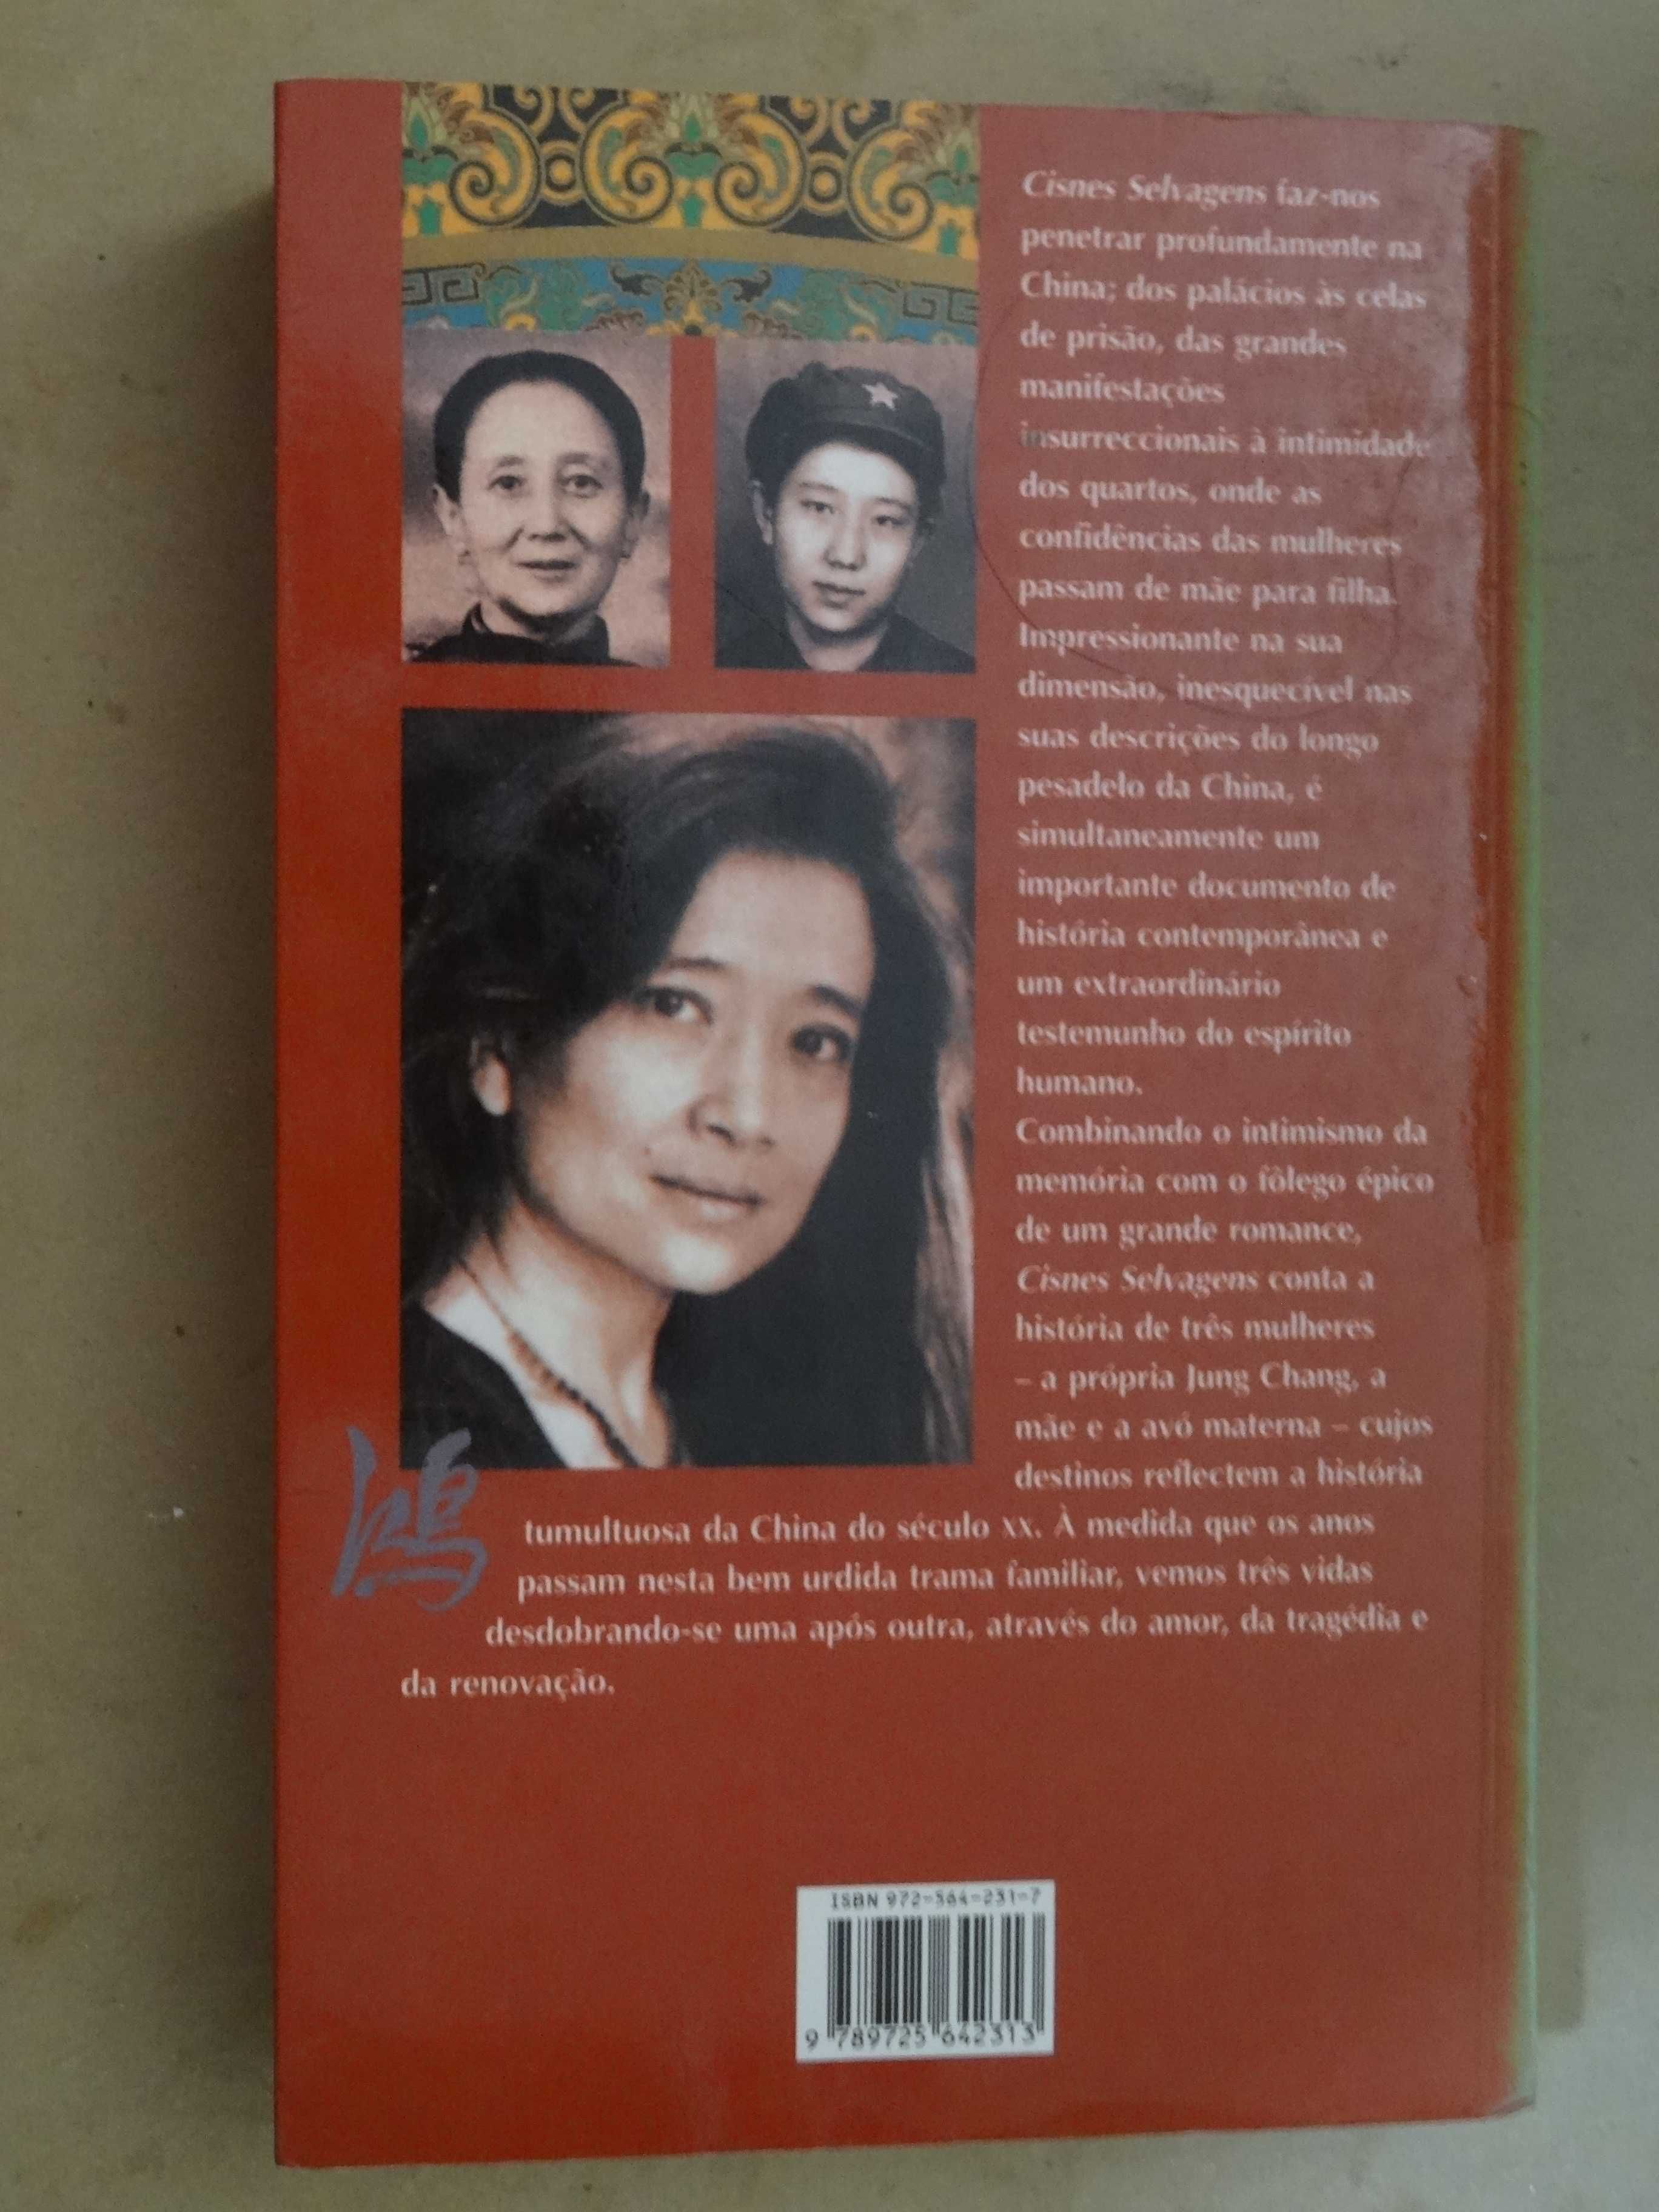 Cisnes Selvagens faz-nos
penetrar profundamente na
China; dos palácios às celas
de prisão, das grandes
manifestações
insurreccionais à intimidade
dos quartos, onde as
confidências das mulheres
passam de mãe para filha.
Impressionante na sua
dimensão, inesquecível nas
suas descrições do longo
pesadelo da China, é
simultaneamente um
importante documento de
história contemporânea e
um extraordinário
testemunho do espírito
humano.
Combinando o intimismo da
memória com o fôlego épico
de um grande romance,
Cisnes Selvagens conta a
história de três mulheres
– a própria Jung Chang, a
mãe e a avó materna – cujos
destinos reflectem a história
tumultuosa da China do século XX. À medida que os anos
passam nesta bem urdida trama familiar, vemos três vidas
desdobrando-se uma após outra, através do amor, da tragédia e
da renovação.
鴻
ISBN 972-564-231-7
9 789725 642313